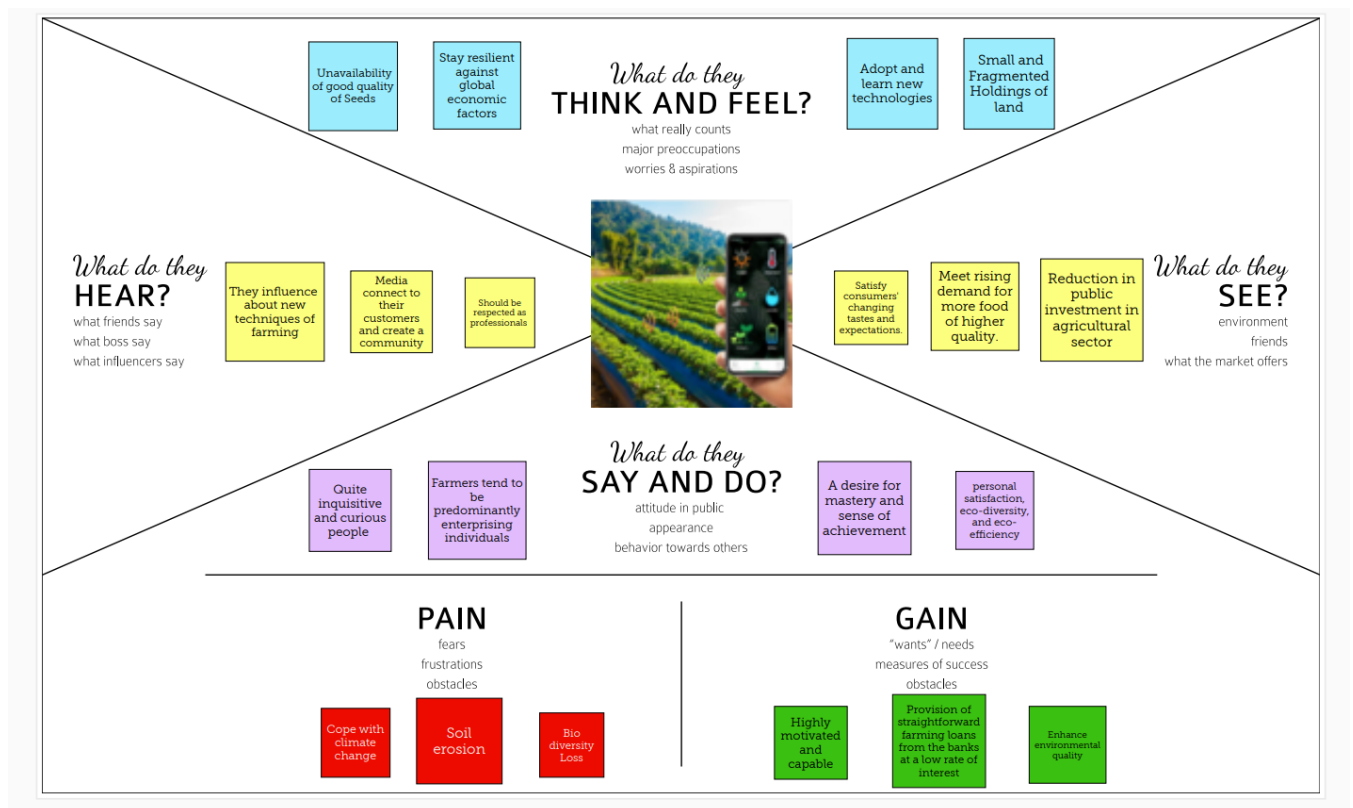 Unavailability
of good quality
of Seeds
Stay resilient
against
global
economic
factors
What do they
THINK AND FEEL?
what really counts
major preoccupations
worries & aspirations
Adopt and
learn new
technologies
Small and
Fragmented
Holdings of
land
What do they
HEAR?
what friends say
what boss say
what influencers say
They influence
about new
techniques of
farming
Media
connect to
their
customers
and create a
community
Should be
respected as
professionals
Satisfy
consumers'
changing
tastes and
expectations.
Meet rising
demand for
more food
of higher
quality.
Reduction in
public
investment in
agricultural
sector
What do they
SEE?
environment
friends
what the market offers
Quite
inquisitive
and curious
people
Farmers tend to
be
predominantly
enterprising
individuals
What do they
SAY AND DO?
attitude in public
appearance
behavior towards others
A desire for
mastery and
sense of
achievement
personal
satisfaction,
eco-diversity,
and eco-
efficiency
PAIN
fears
frustrations
obstacles
Cope with
climate
change
Soil
erosion
Bio
diversity
Loss
GAIN
"wants" / needs
measures of success
obstacles
Highly
motivated
and
capable
Provision of
straightforward
farming loans
from the banks
at a low rate of
interest
Enhance
environmental
quality